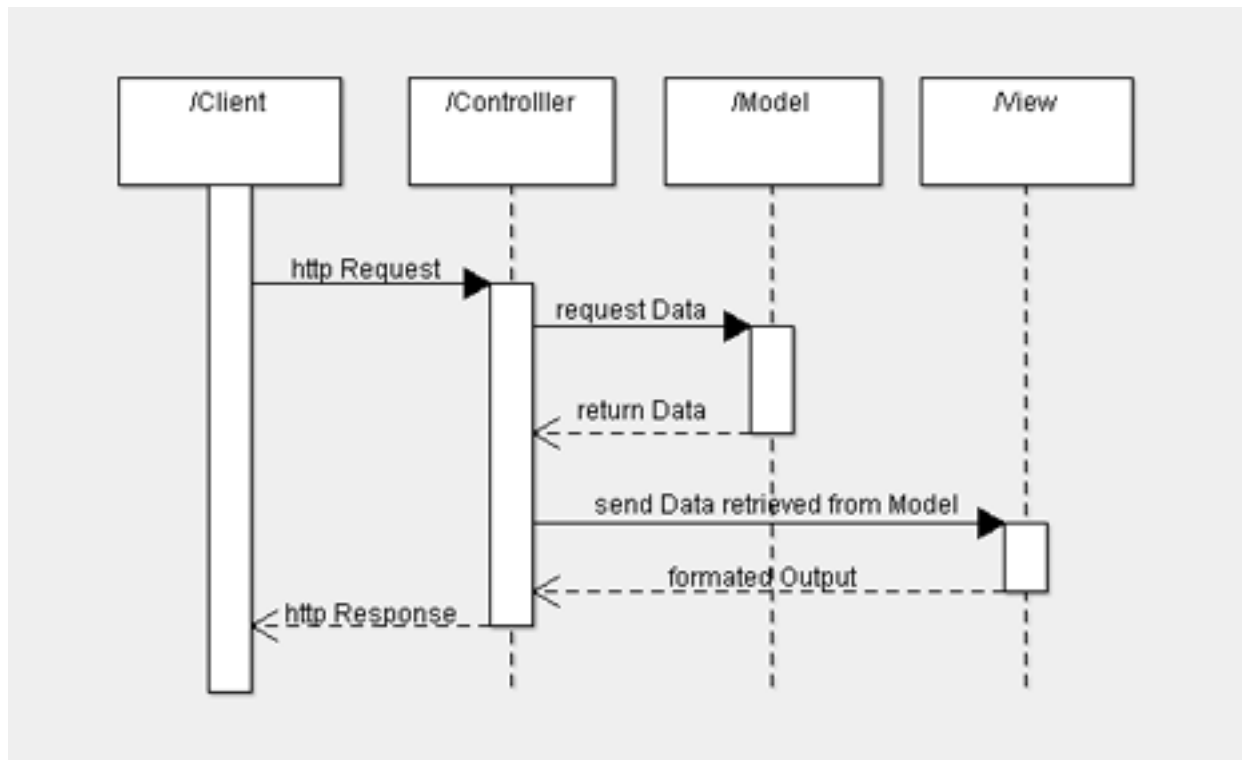 /Client
/Controlller
/Model
/View
http Request
request Data
return Data
send Data retrieved from Model
formated Output
http Response